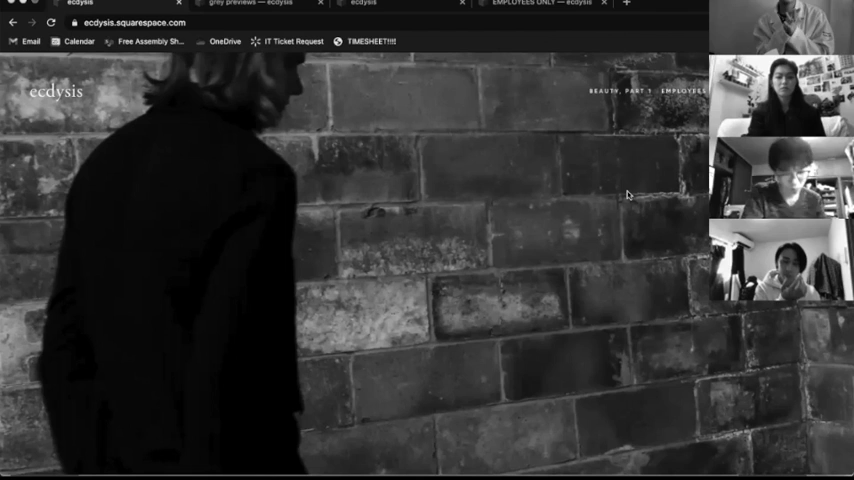 ecdysis
grey previews — ecdysis
ecdysis
EMPLOYEES ONLY — ecdysis
ecdysis.squarespace.com
Email
Calendar
Free Assembly Sh...
OneDrive
IT Ticket Request
TIMESHEET!!!!
ecdysis
BEAUTY, PART 1
EMPLOYEES